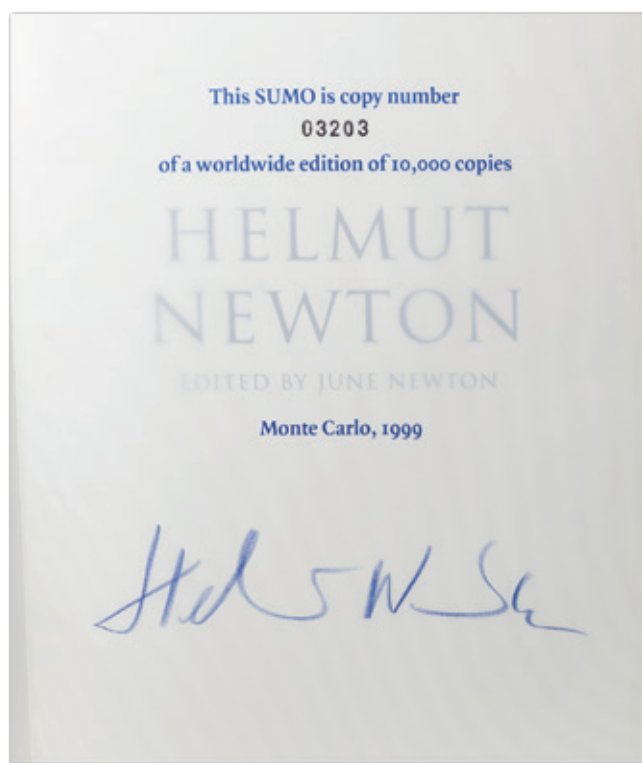 This SUMO is copy number
03203
of a worldwide edition of 10,000 copies
HELMUT
NEWTON
EDITED BY JUNE NEWTON
Monte Carlo, 1999